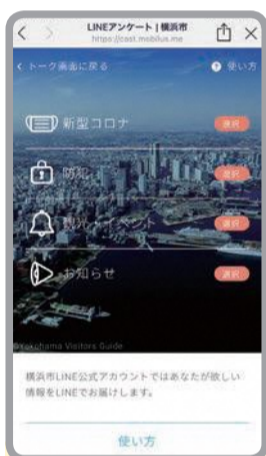 LINEアンケート | 横浜市
https://cast.mobilus.me
トーク画面に戻る
使い方
新型コロナ
選択
防犯
選択
観光・イベント
選択
お知らせ
選択
©Yokohama Visitors Guide
横浜市LINE公式アカウントではあなたが欲しい
情報をLINEでお届けします。
使い方